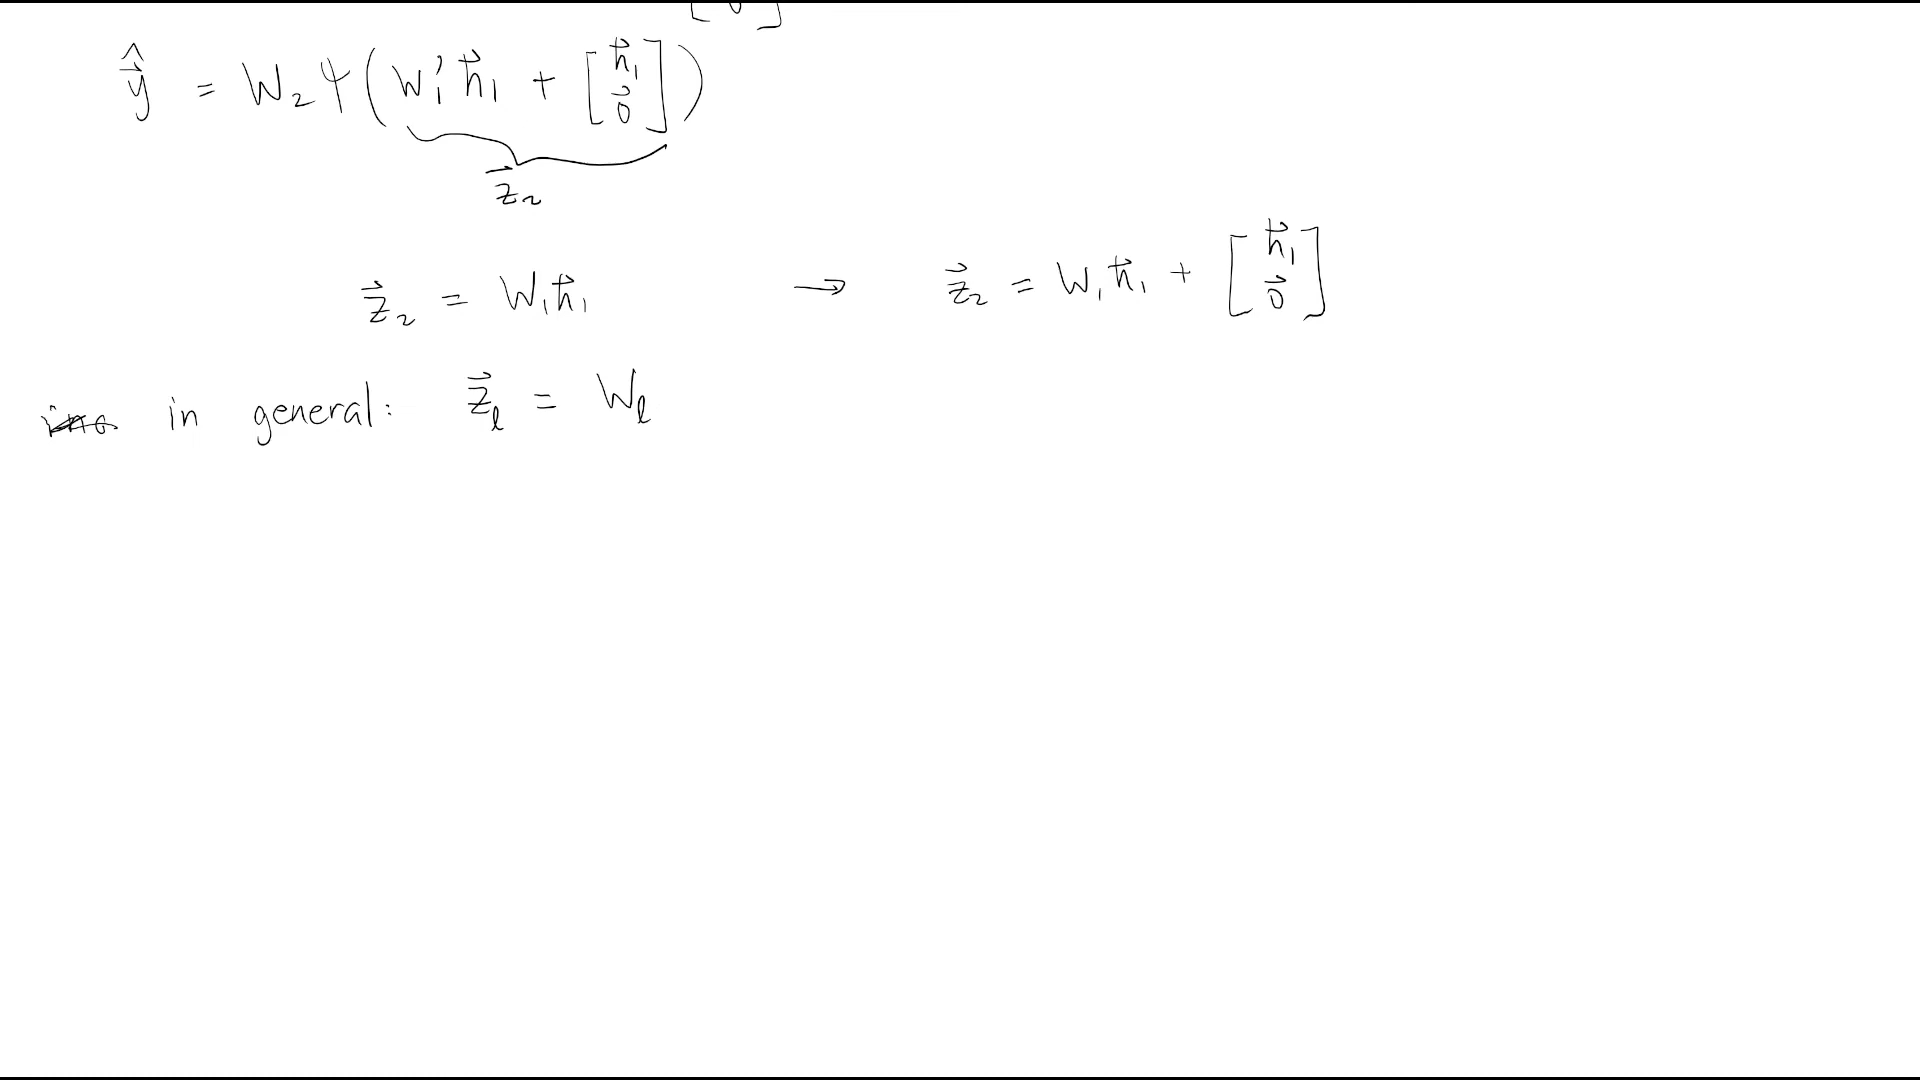 ŷ⃗ = W₂ψ(W₁'h⃗₁ + [h⃗₁ 0⃗])
z⃗₂
z⃗₂ = W₁h⃗₁ → z⃗₂ = W₁h⃗₁ + [h⃗₁ 0⃗]
in general: z⃗ₗ = Wₗ